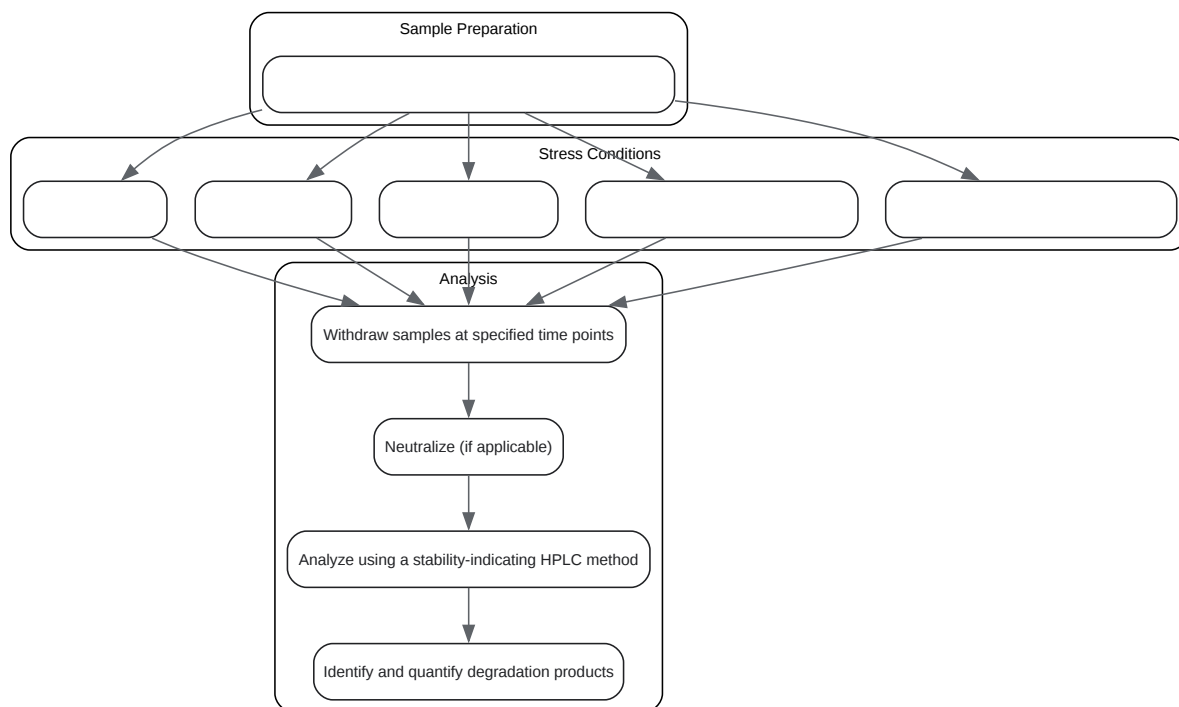 Sample Preparation
Stress Conditions
Analysis
Withdraw samples at specified time points
Neutralize (if applicable)
Analyze using a stability-indicating HPLC method
Identify and quantify degradation products